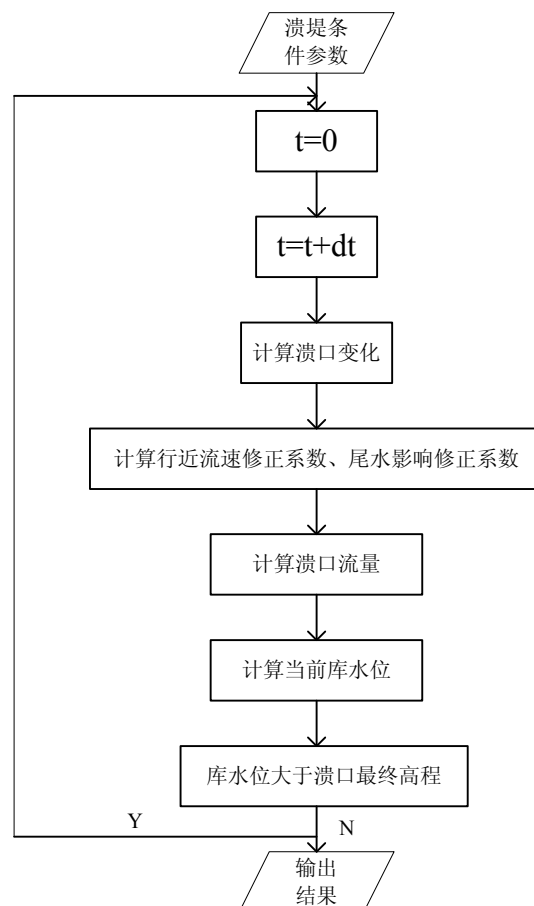 溃堤条
件参数
t=0
t=t+dt
计算溃口变化
计算行近流速修正系数、尾水影响修正系数
计算溃口流量
计算当前库水位
库水位大于溃口最终高程
Y
N
输出
结果